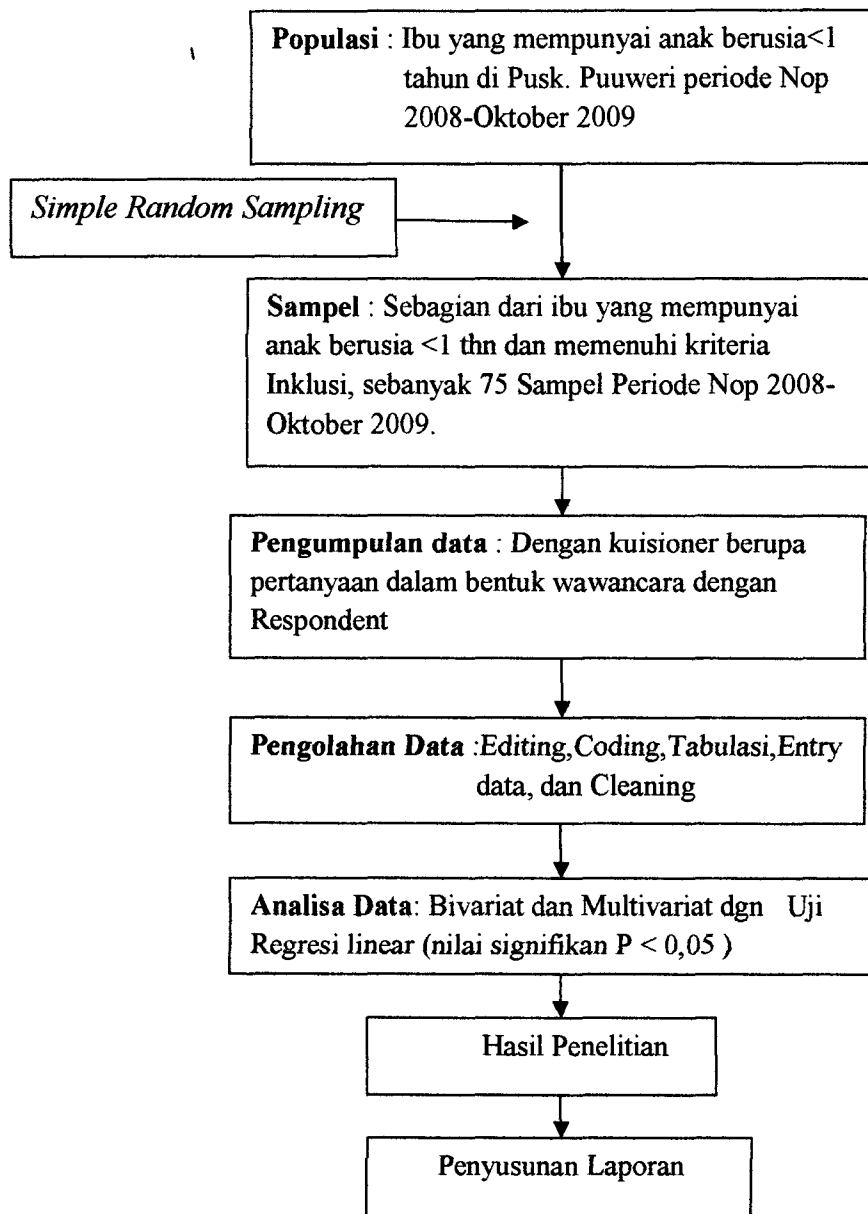 Populasi : Ibu yang mempunyai anak berusia<1
tahun di Pusk. Puuweri periode Nop
2008-Oktober 2009
Simple Random Sampling
Sampel : Sebagian dari ibu yang mempunyai
anak berusia <1 thn dan memenuhi kriteria
Inklusi, sebanyak 75 Sampel Periode Nop 2008-
Oktober 2009.
Pengumpulan data : Dengan kuisioner berupa
pertanyaan dalam bentuk wawancara dengan
Respondent
Pengolahan Data :Editing,Coding,Tabulasi,Entry
data, dan Cleaning
Analisa Data: Bivariat dan Multivariat dgn Uji
Regresi linear (nilai signifikan P < 0,05 )
Hasil Penelitian
Penyusunan Laporan